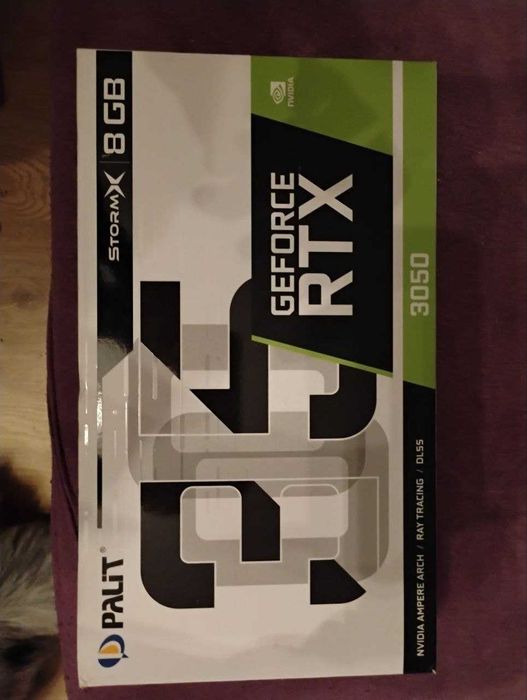 PALiT®
STORMX
8 GB
NVIDIA
GEFORCE
RTX
3050
NVIDIA AMPERE ARCH / RAY TRACING / DLSS